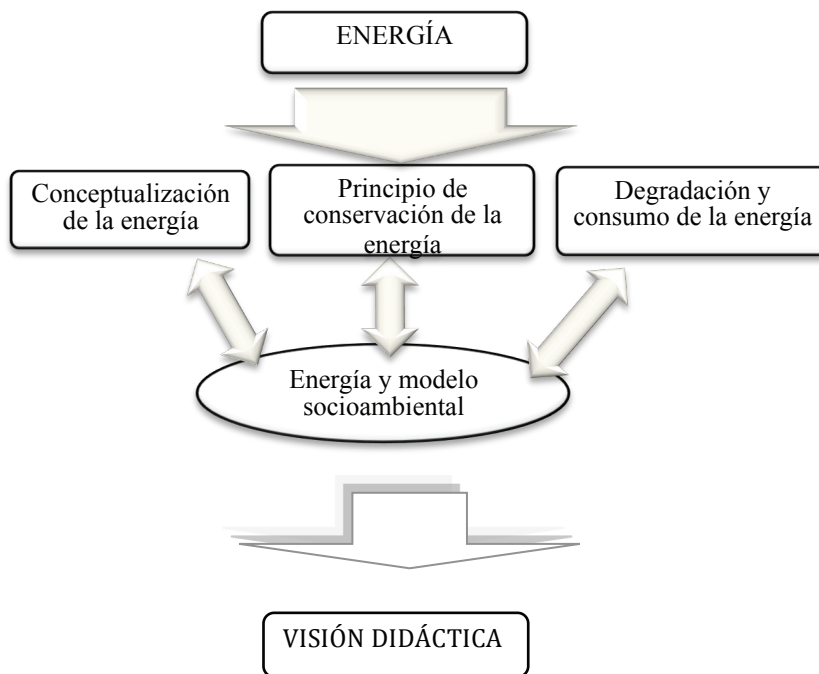 ENERGÍA
Conceptualización
de la energía
Principio de
conservación de la
energía
Degradación y
consumo de la energía
Energía y modelo
socioambiental
VISIÓN DIDÁCTICA